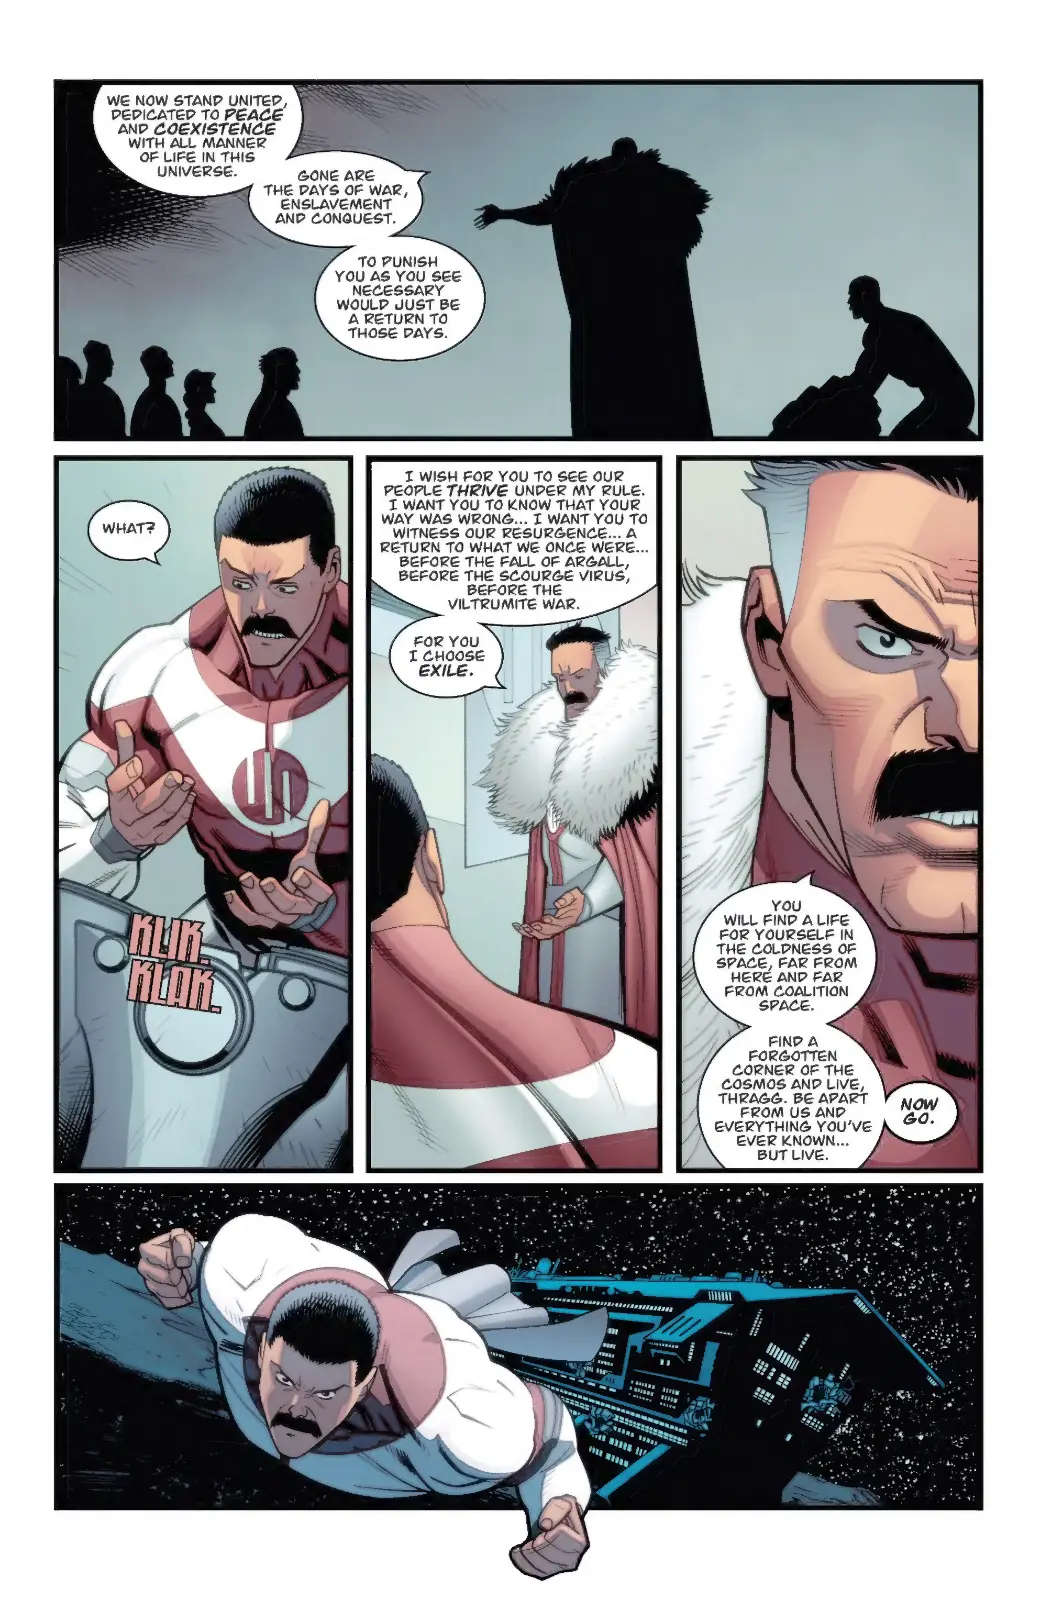 WE NOW STAND UNITED,
DEDICATED TO PEACE
AND COEXISTENCE
WITH ALL MANNER
OF LIFE IN THIS
UNIVERSE.
GONE ARE
THE DAYS OF WAR,
ENSLAVEMENT
AND CONQUEST.
TO PUNISH
YOU AS YOU SEE
NECESSARY
WOULD JUST BE
A RETURN TO
THOSE DAYS.
WHAT?
KLIK.
KLAK.
I WISH FOR YOU TO SEE OUR
PEOPLE THRIVE UNDER MY RULE.
I WANT YOU TO KNOW THAT YOUR
WAY WAS WRONG... I WANT YOU TO
WITNESS OUR RESURGENCE... A
RETURN TO WHAT WE ONCE WERE...
BEFORE THE FALL OF ARGALL,
BEFORE THE SCOURGE VIRUS,
BEFORE THE
VILTRUMITE WAR.
FOR YOU
I CHOOSE
EXILE.
YOU
WILL FIND A LIFE
FOR YOURSELF IN
THE COLDNESS OF
SPACE, FAR FROM
HERE AND FAR
FROM COALITION
SPACE.
FIND A
FORGOTTEN
CORNER OF THE
COSMOS AND LIVE,
THRAGG. BE APART
FROM US AND
EVERYTHING YOU'VE
EVER KNOWN...
BUT LIVE.
NOW
GO.